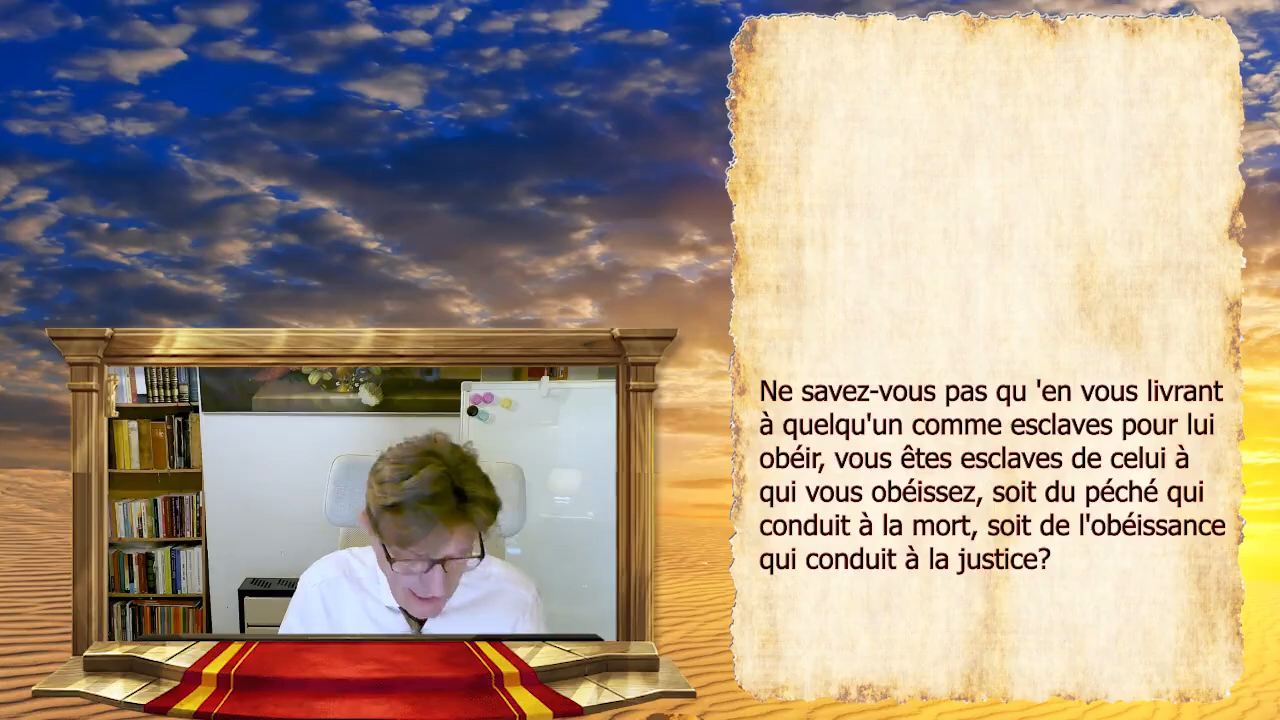 Ne savez-vous pas qu 'en vous livrant
à quelqu'un comme esclaves pour lui
obéir, vous êtes esclaves de celui à
qui vous obéissez, soit du péché qui
conduit à la mort, soit de l'obéissance
qui conduit à la justice?